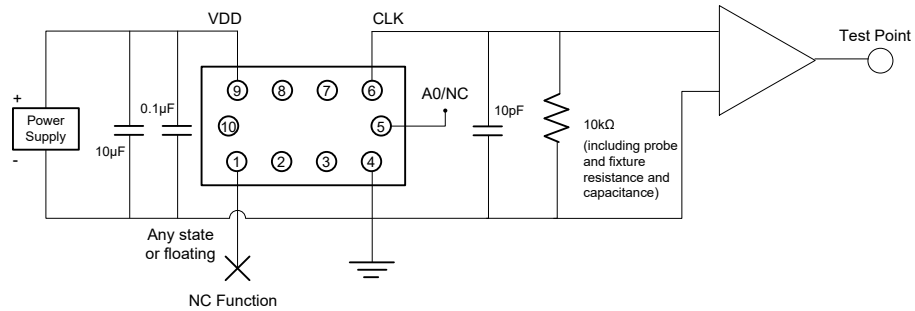 VDD
CLK
Test Point
+
Power
Supply
-
10µF
0.1µF
9
8
7
6
A0/NC
10
5
1
2
3
4
10pF
10kΩ
(including probe
and fixture
resistance and
capacitance)
Any state
or floating
NC Function